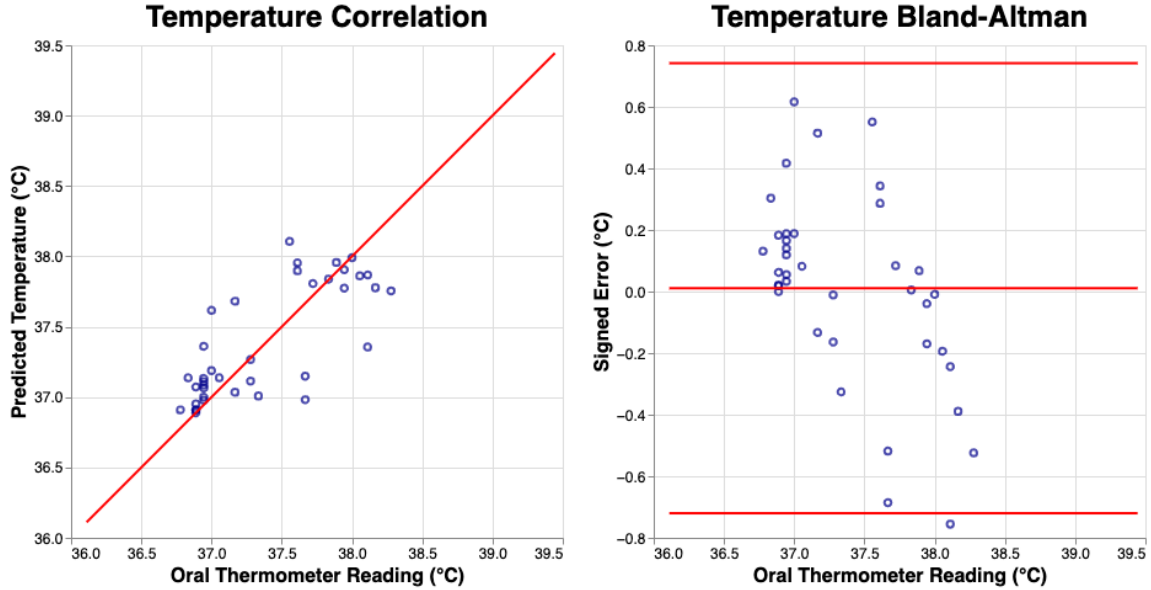 Temperature Correlation
39.5
39.0
38.5
38.0
37.5
37.0
36.5
36.0
36.0 36.5 37.0 37.5 38.0 38.5 39.0 39.5
Predicted Temperature (°C)
Oral Thermometer Reading (°C)
Temperature Bland-Altman
0.8
0.6
0.4
0.2
0.0
−0.2
−0.4
−0.6
−0.8
36.0 36.5 37.0 37.5 38.0 38.5 39.0 39.5
Signed Error (°C)
Oral Thermometer Reading (°C)